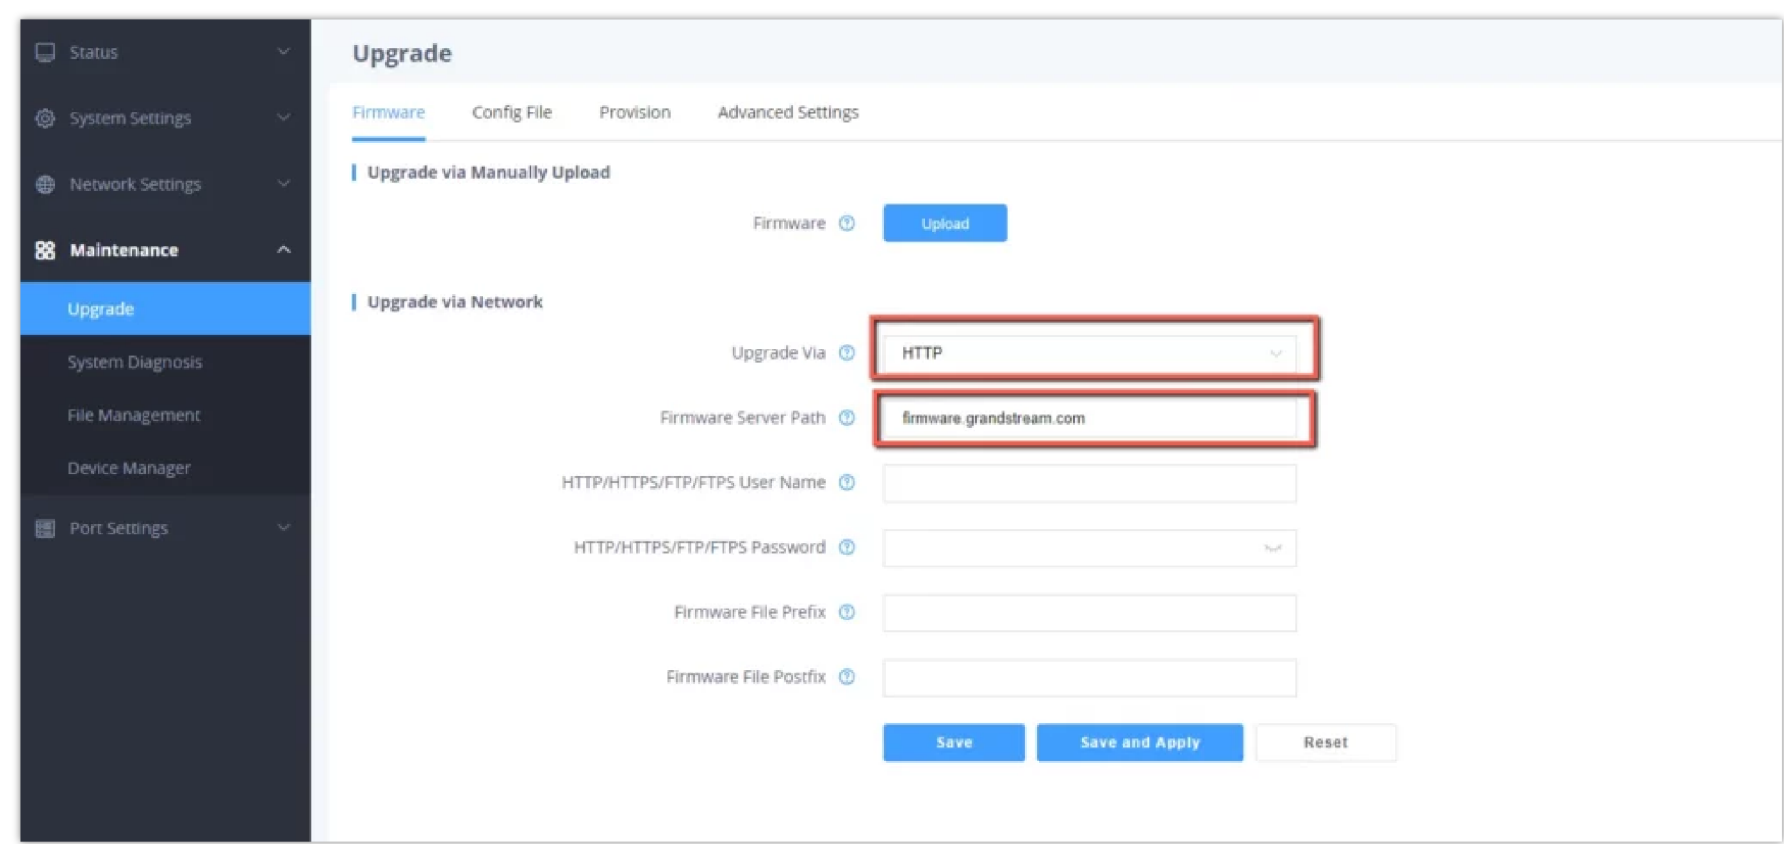 Status
System Settings
Network Settings
Maintenance
Upgrade
System Diagnosis
File Management
Device Manager
Port Settings
Upgrade
Firmware Config File Provision Advanced Settings
Upgrade via Manually Upload
Firmware Upload
Upgrade via Network
Upgrade Via HTTP
Firmware Server Path firmware.grandstream.com
HTTP/HTTPS/FTP/FTPS User Name
HTTP/HTTPS/FTP/FTPS Password
Firmware File Prefix
Firmware File Postfix
Save Save and Apply Reset